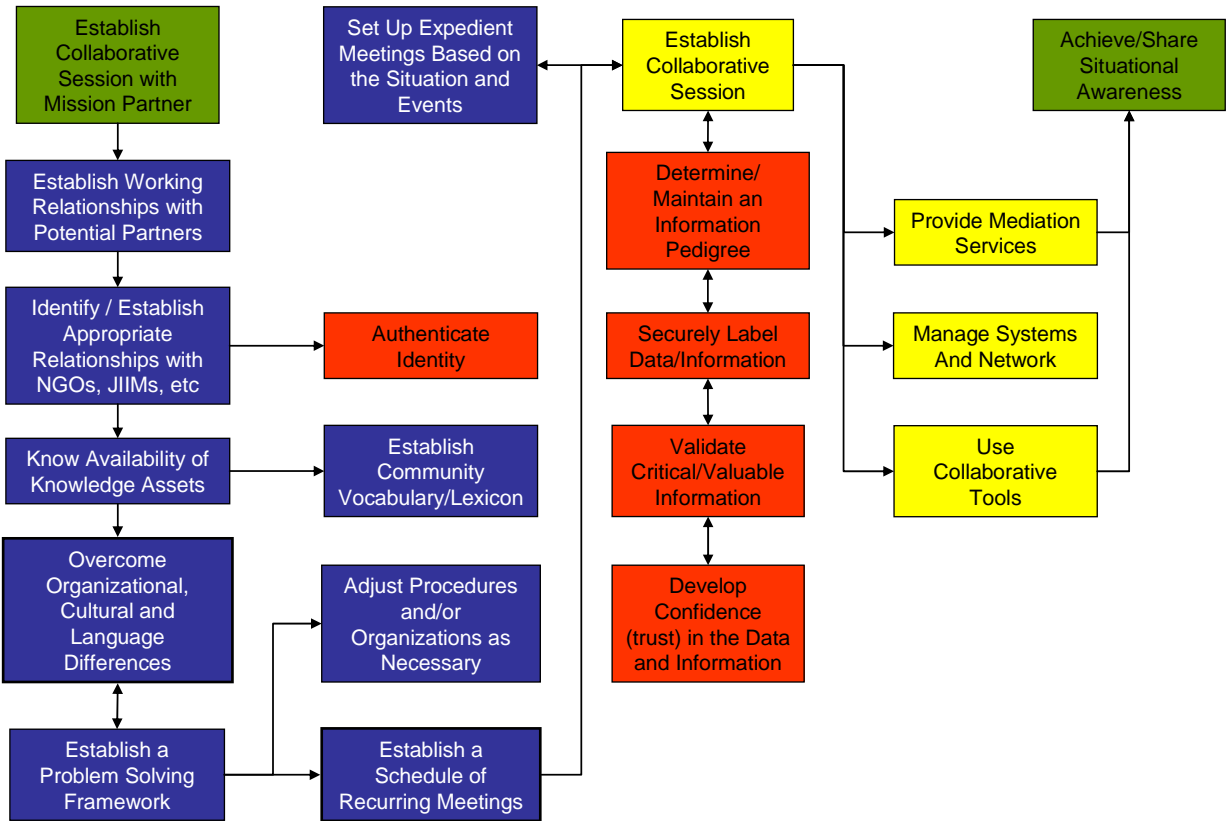 Establish
Collaborative
Session with
Mission Partner
Establish Working
Relationships with
Potential Partners
Identify / Establish
Appropriate
Relationships with
NGOs, JIIMs, etc
Know Availability of
Knowledge Assets
Overcome
Organizational,
Cultural and
Language
Differences
Establish a
Problem Solving
Framework
Set Up Expedient
Meetings Based on
the Situation and
Events
Authenticate
Identity
Establish
Community
Vocabulary/Lexicon
Adjust Procedures
and/or
Organizations as
Necessary
Establish a
Schedule of
Recurring Meetings
Establish
Collaborative
Session
Determine/
Maintain an
Information
Pedigree
Securely Label
Data/Information
Validate
Critical/Valuable
Information
Develop
Confidence
(trust) in the Data
and Information
Provide Mediation
Services
Manage Systems
And Network
Use
Collaborative
Tools
Achieve/Share
Situational
Awareness